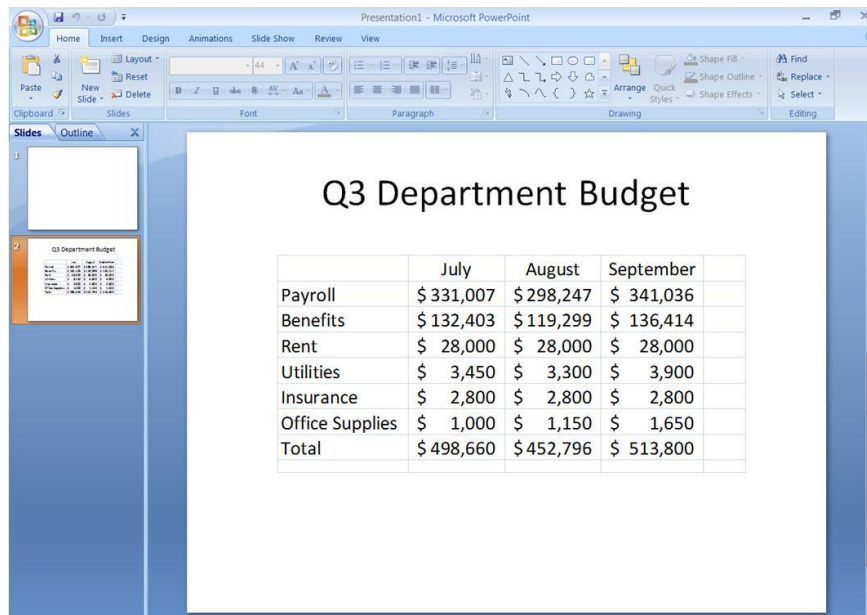 Presentation1 - Microsoft PowerPoint
Home Insert Design Animations Slide Show Review View
Paste
Clipboard
New Slide
Layout
Reset
Delete
Slides
44
B I U abc S AV Aa A
Font
Paragraph
Arrange
Quick Styles
Shape Fill
Shape Outline
Shape Effects
Drawing
Find
Replace
Select
Editing
Slides Outline X
1
2
Q3 Department Budget
Q3 Department Budget
July August September
Payroll $ 331,007 $ 298,247 $ 341,036
Benefits $ 132,403 $ 119,299 $ 136,414
Rent $ 28,000 $ 28,000 $ 28,000
Utilities $ 3,450 $ 3,300 $ 3,900
Insurance $ 2,800 $ 2,800 $ 2,800
Office Supplies $ 1,000 $ 1,150 $ 1,650
Total $ 498,660 $ 452,796 $ 513,800